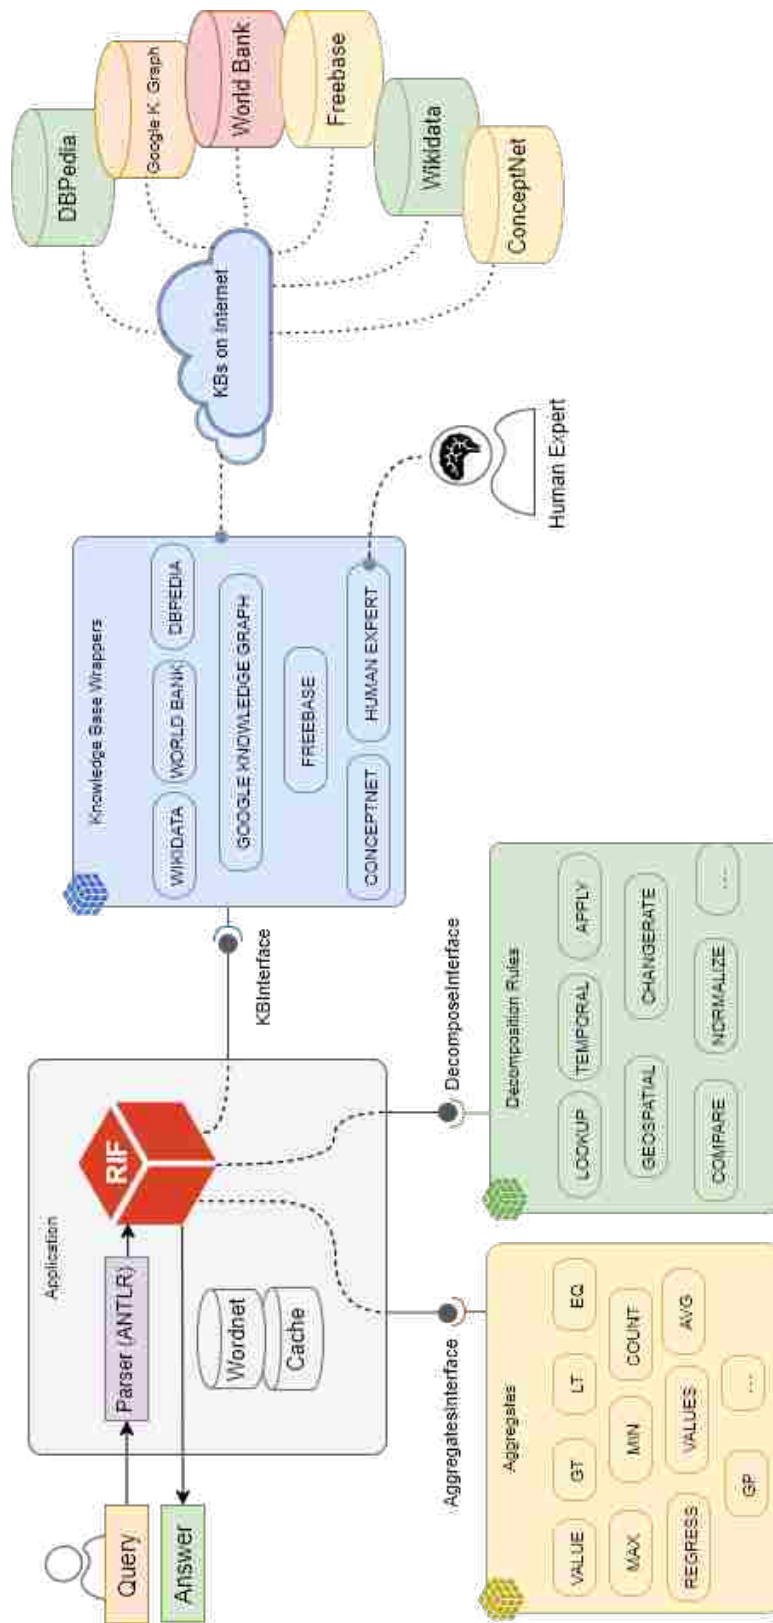 Query
Answer
Application
Parser (ANTLR)
RIF
Wordnet
Cache
KBInterface
AggregatesInterface
DecomposeInterface
Knowledge Base Wrappers
WIKIDATA
WORLD BANK
DBPEDIA
GOOGLE KNOWLEDGE GRAPH
FREEBASE
CONCEPTNET
HUMAN EXPERT
KBs on Internet
DBPedia
Google K. Graph
World Bank
Freebase
Wikidata
ConceptNet
Human Expert
Aggregates
VALUE
GT
LT
EQ
MAX
MIN
COUNT
REGRESS
VALUES
AVG
GP
...
Decomposition Rules
LOOKUP
TEMPORAL
APPLY
GEOSPATIAL
CHANGERATE
COMPARE
NORMALIZE
...